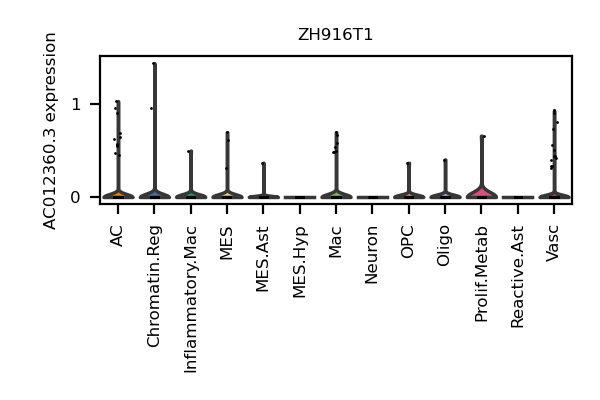 ZH916T1
AC012360.3 expression
1
0
AC
Chromatin.Reg
Inflammatory.Mac
MES
MES.Ast
MES.Hyp
Mac
Neuron
OPC
Oligo
Prolif.Metab
Reactive.Ast
Vasc